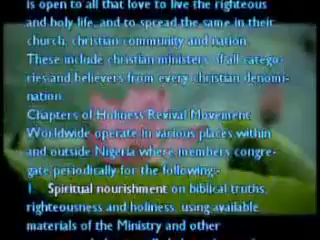 is open to all that love to live the righteous
and holy life, and to spread the same in their
church, christian community and nation.
These include christian ministers of all catego-
ries and believers from every christian denomi-
nation.
Chapters of Holiness Revival Movement
Worldwide operate in various places within
and outside Nigeria where members congre-
gate periodically for the following:-
1. Spiritual nourishment on biblical truths,
righteousness and holiness, using available
materials of the Ministry and other